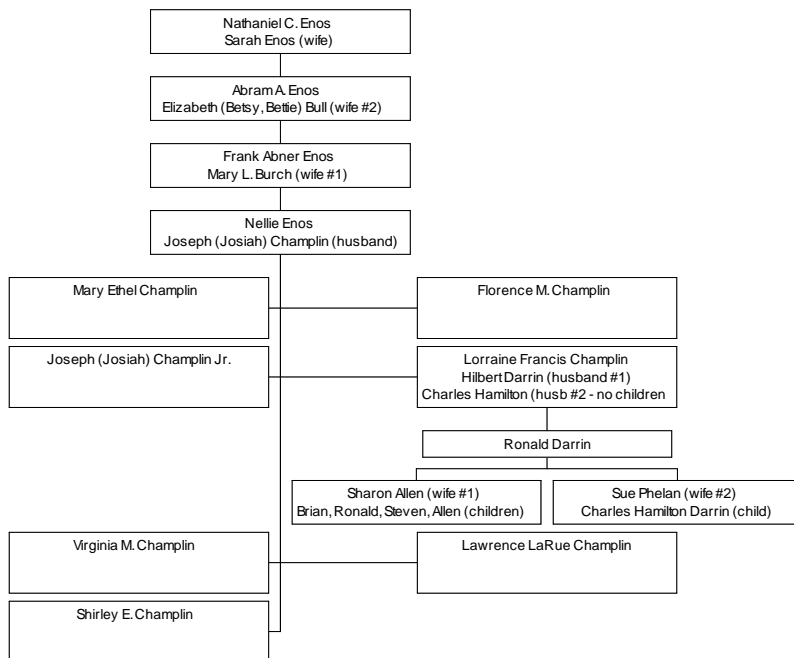 Nathaniel C. Enos
Sarah Enos (wife)
Abram A. Enos
Elizabeth (Betsy, Bettie) Bull (wife #2)
Frank Abner Enos
Mary L. Burch (wife #1)
Nellie Enos
Joseph (Josiah) Champlin (husband)
Mary Ethel Champlin
Florence M. Champlin
Joseph (Josiah) Champlin Jr.
Lorraine Francis Champlin
Hilbert Darrin (husband #1)
Charles Hamilton (husb #2 - no children
Ronald Darrin
Sharon Allen (wife #1)
Brian, Ronald, Steven, Allen (children)
Sue Phelan (wife #2)
Charles Hamilton Darrin (child)
Virginia M. Champlin
Lawrence LaRue Champlin
Shirley E. Champlin